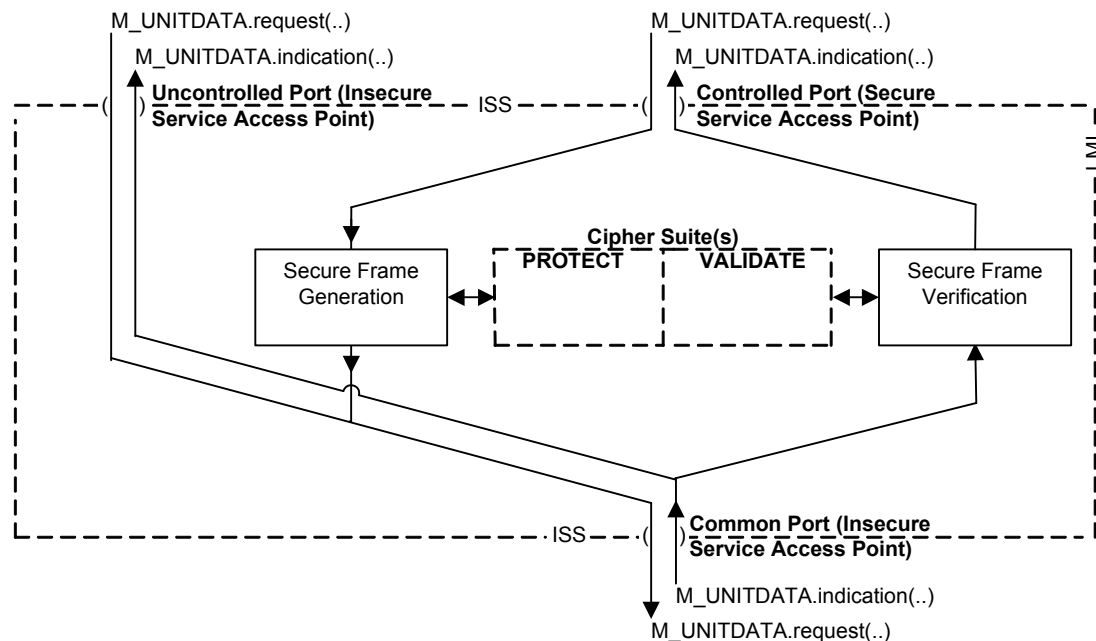 M_UNITDATA.request(..)
M_UNITDATA.request(..)
M_UNITDATA.indication(..)
M_UNITDATA.indication(..)
( ) Uncontrolled Port (Insecure
Service Access Point)
ISS
( ) Controlled Port (Secure
Service Access Point)
LMI
Cipher Suite(s)
PROTECT
VALIDATE
Secure Frame
Generation
Secure Frame
Verification
ISS
( ) Common Port (Insecure
Service Access Point)
M_UNITDATA.indication(..)
M_UNITDATA.request(..)